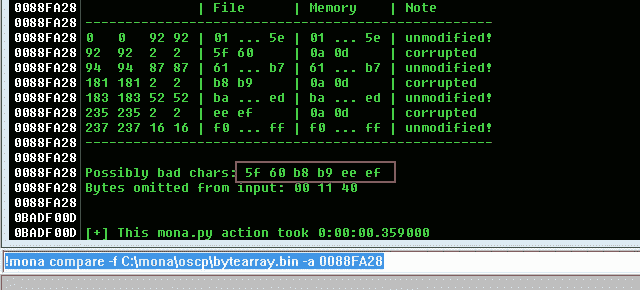 0088FA28 | File | Memory | Note
0088FA28 -----------------------------------------------
0088FA28 0 0 92 92 | 01 ... 5e | 01 ... 5e | unmodified!
0088FA28 92 92 2 2 | 5f 60 | 0a 0d | corrupted
0088FA28 94 94 87 87 | 61 ... b7 | 61 ... b7 | unmodified!
0088FA28 181 181 2 2 | b8 b9 | 0a 0d | corrupted
0088FA28 183 183 52 52 | ba ... ed | ba ... ed | unmodified!
0088FA28 235 235 2 2 | ee ef | 0a 0d | corrupted
0088FA28 237 237 16 16 | f0 ... ff | f0 ... ff | unmodified!
0088FA28 -----------------------------------------------
0088FA28
0088FA28 Possibly bad chars: 5f 60 b8 b9 ee ef
0088FA28 Bytes omitted from input: 00 11 40
0088FA28
0BADF00D
0BADF00D [+] This mona.py action took 0:00:00.359000
!mona compare -f C:\mona\oscp\bytearray.bin -a 0088FA28